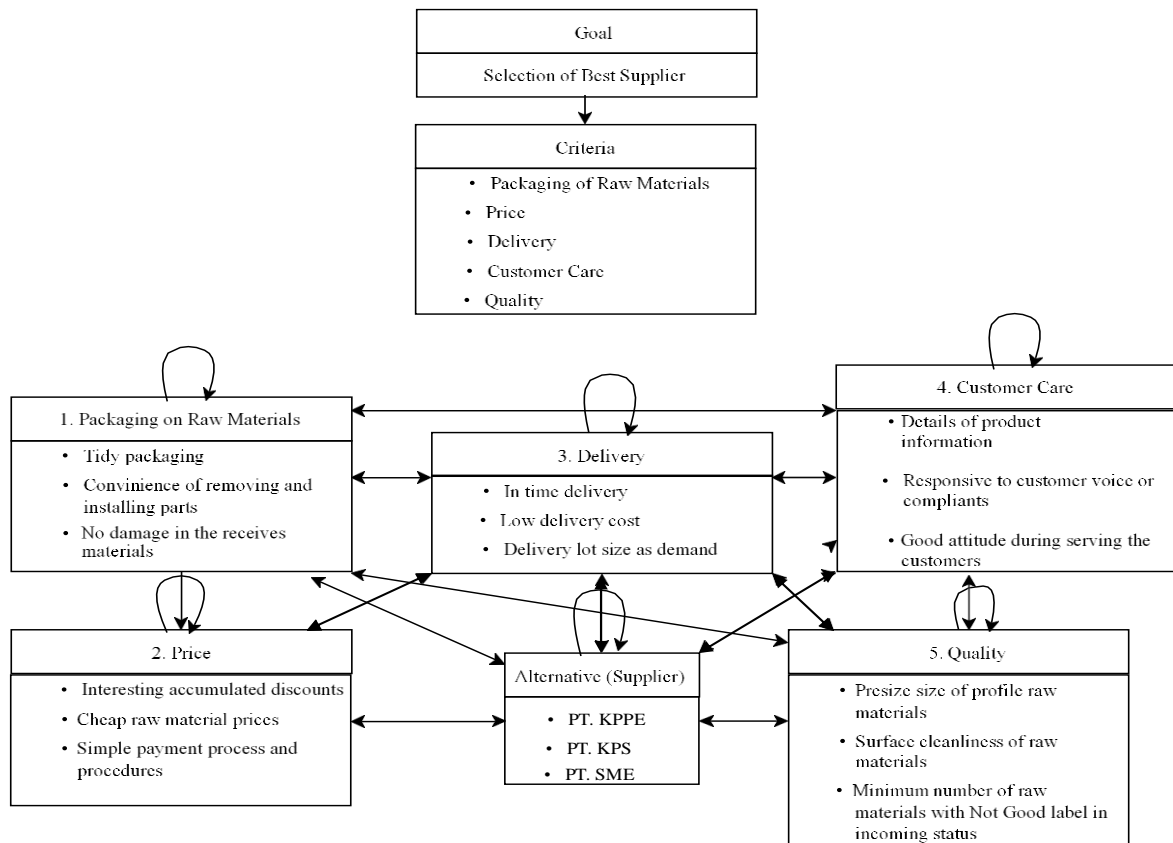 Goal
Selection of Best Supplier
Criteria
• Packaging of Raw Materials
• Price
• Delivery
• Customer Care
• Quality
1. Packaging on Raw Materials
• Tidy packaging
• Convinience of removing and
installing parts
• No damage in the receives
materials
3. Delivery
• In time delivery
• Low delivery cost
• Delivery lot size as demand
4. Customer Care
• Details of product
information
• Responsive to customer voice or
compliants
• Good attitude during serving the
customers
2. Price
• Interesting accumulated discounts
• Cheap raw material prices
• Simple payment process and
procedures
Alternative (Supplier)
• PT. KPPE
• PT. KPS
• PT. SME
5. Quality
• Presize size of profile raw
materials
• Surface cleanliness of raw
materials
• Minimum number of raw
materials with Not Good label in
incoming status